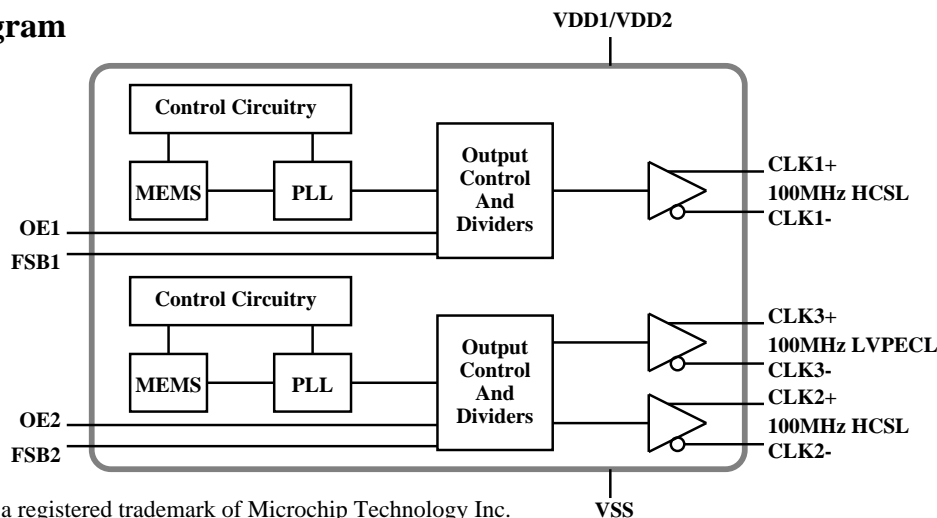 gram
VDD1/VDD2
Control Circuitry
MEMS
PLL
Output
Control
And
Dividers
CLK1+
100MHz HCSL
CLK1-
OE1
FSB1
Control Circuitry
MEMS
PLL
Output
Control
And
Dividers
CLK3+
100MHz LVPECL
CLK3-
CLK2+
100MHz HCSL
CLK2-
OE2
FSB2
VSS
a registered trademark of Microchip Technology Inc.